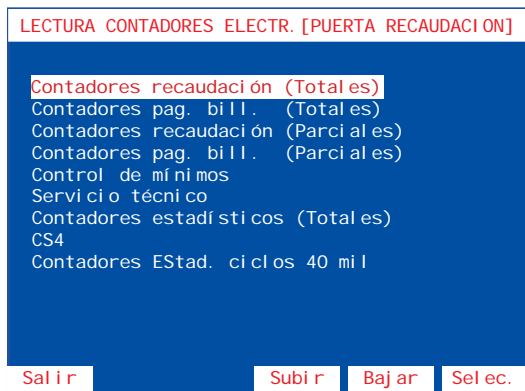 LECTURA CONTADORES ELECTR.[PUERTA RECAUDACION]
Contadores recaudación (Totales)
Contadores pag. bill. (Totales)
Contadores recaudación (Parciales)
Contadores pag. bill. (Parciales)
Control de mínimos
Servicio técnico
Contadores estadísticos (Totales)
CS4
Contadores EStad. ciclos 40 mil
Salir Subir Bajar Selec.